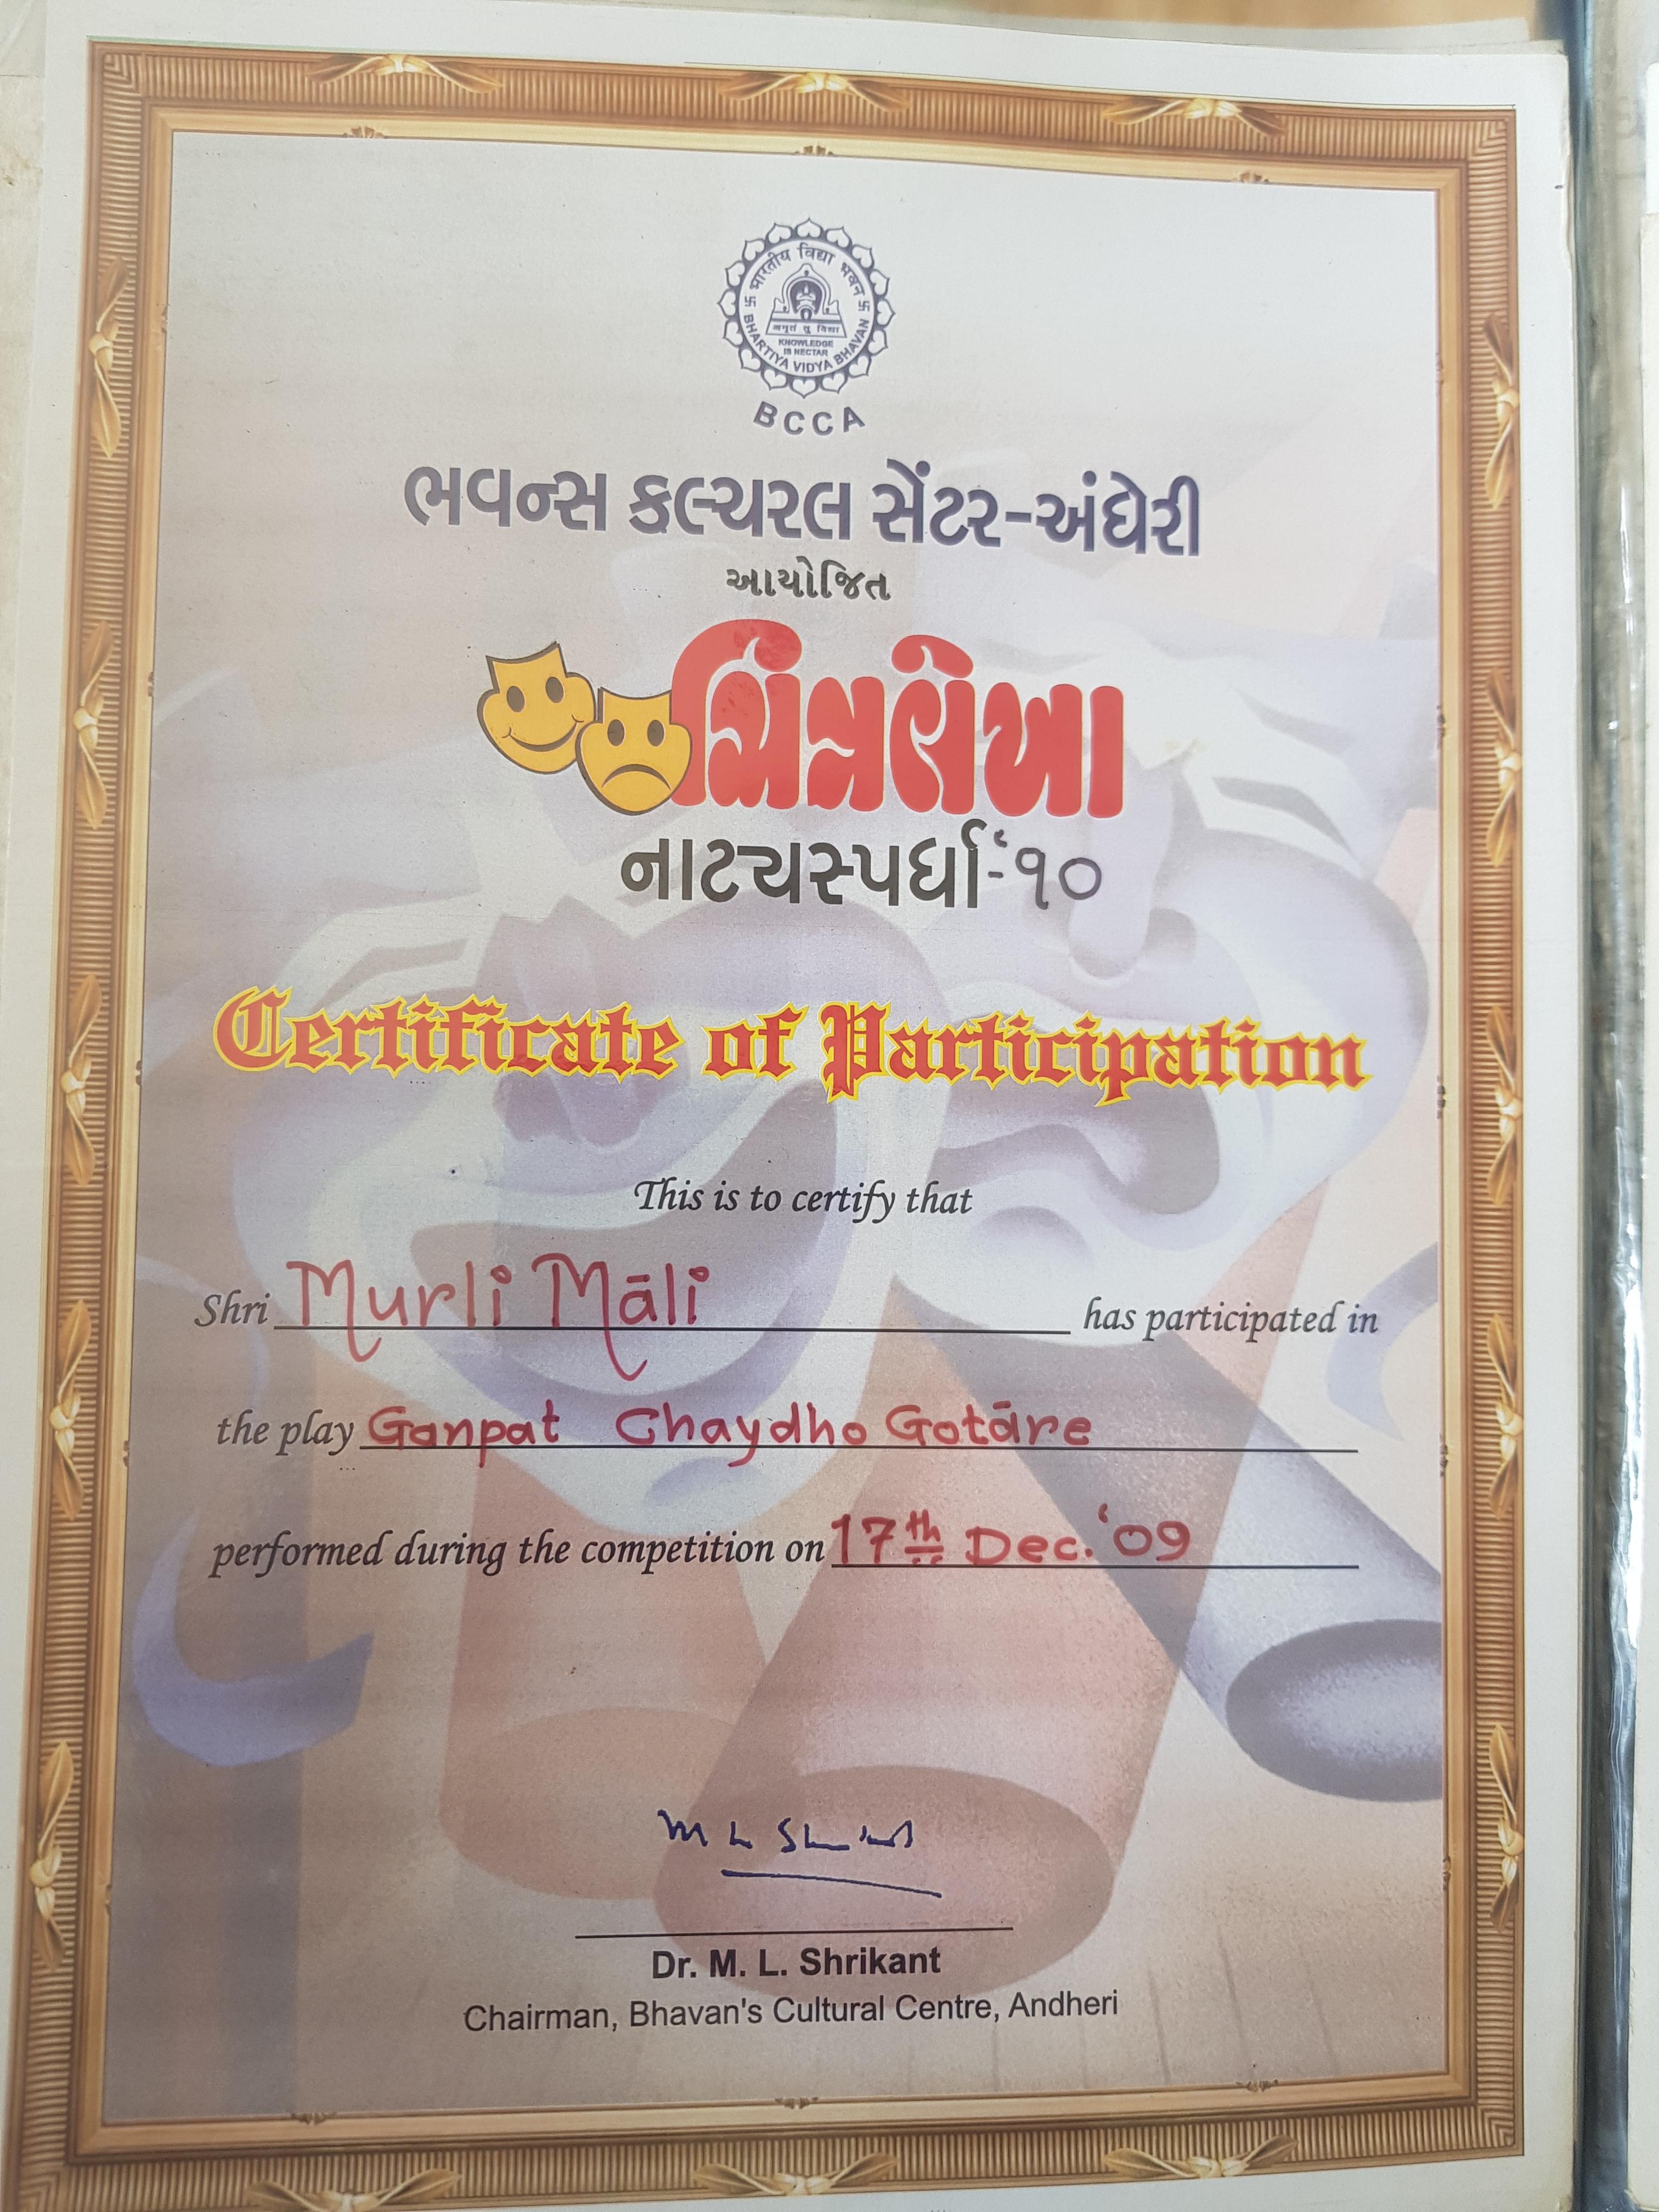 भारतीय विद्या भवन
अमृतं तु विद्या
KNOWLEDGE
IS NECTAR
BHARTIYA VIDYA BHAVAN
BCCA
ભવન્સ કલ્ચરલ સેંટર-અંધેરી
આયોજિત
ચિત્રલેખા
નાટ્યસ્પર્ધા-'૧૦
Certificate of Participation
This is to certify that
Shri Murli Māli has participated in
the play Ganpat Chaydho Gotāre
performed during the competition on 17th Dec. '09
M L Shrikant
Dr. M. L. Shrikant
Chairman, Bhavan's Cultural Centre, Andheri